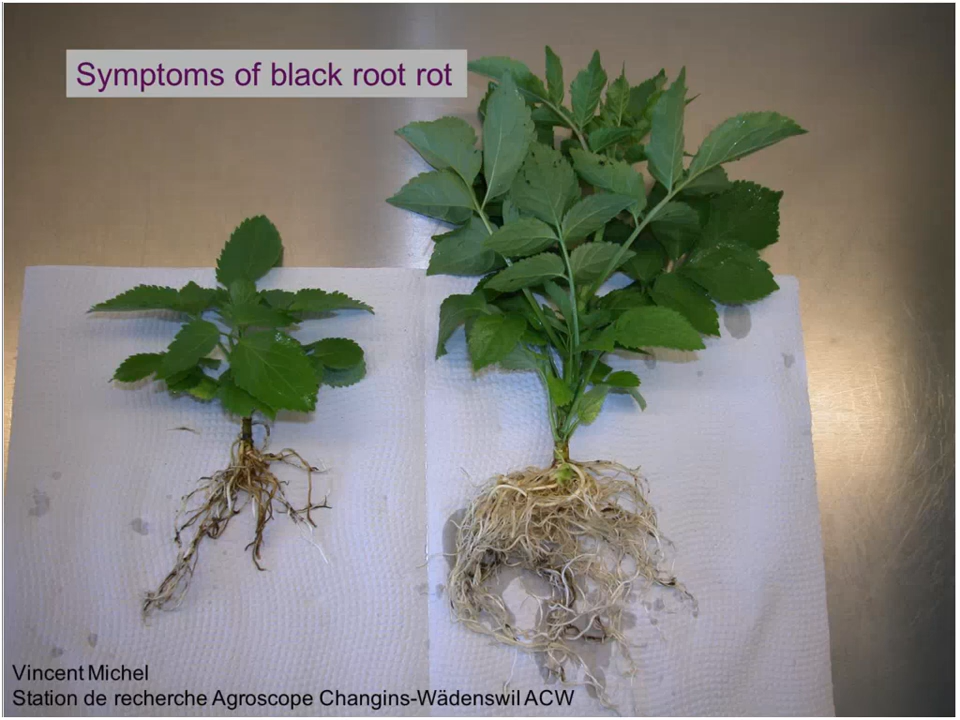 Symptoms of black root rot
Vincent Michel
Station de recherche Agroscope Changins-Wädenswil ACW